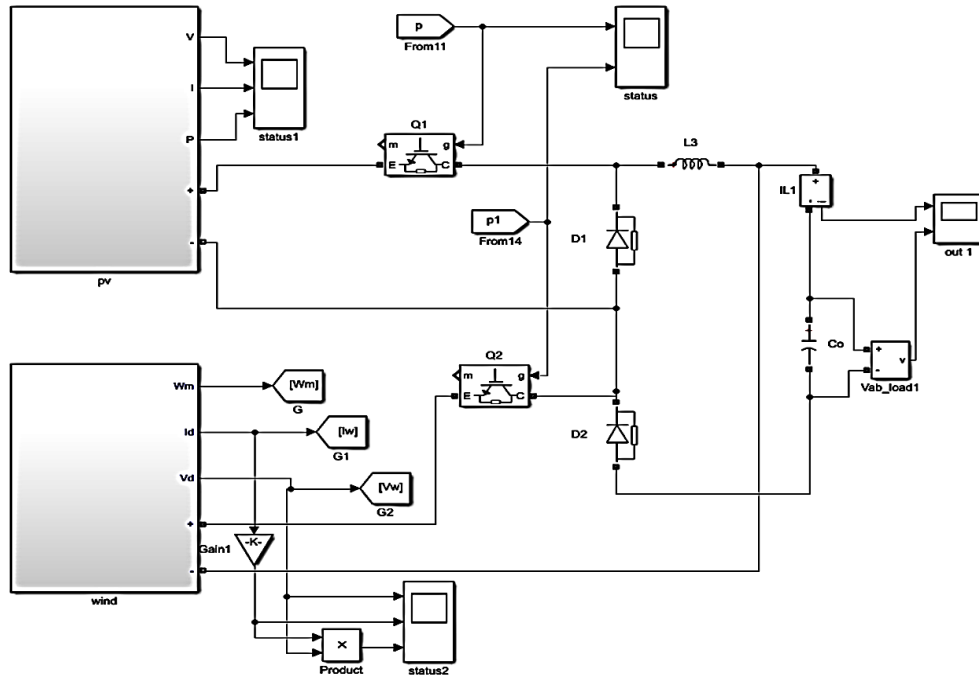 V
I
P
+
-
pv
status1
p
From11
status
Q1
m
g
E
C
L3
IL1
+
-
out 1
p1
From14
D1
Q2
m
g
E
C
D2
+
Co
+
-
v
Vab_load1
Wm
Id
Vd
+
-
wind
[Wm]
G
[Iw]
G1
[Vw]
G2
-K-
Gain1
×
Product
status2